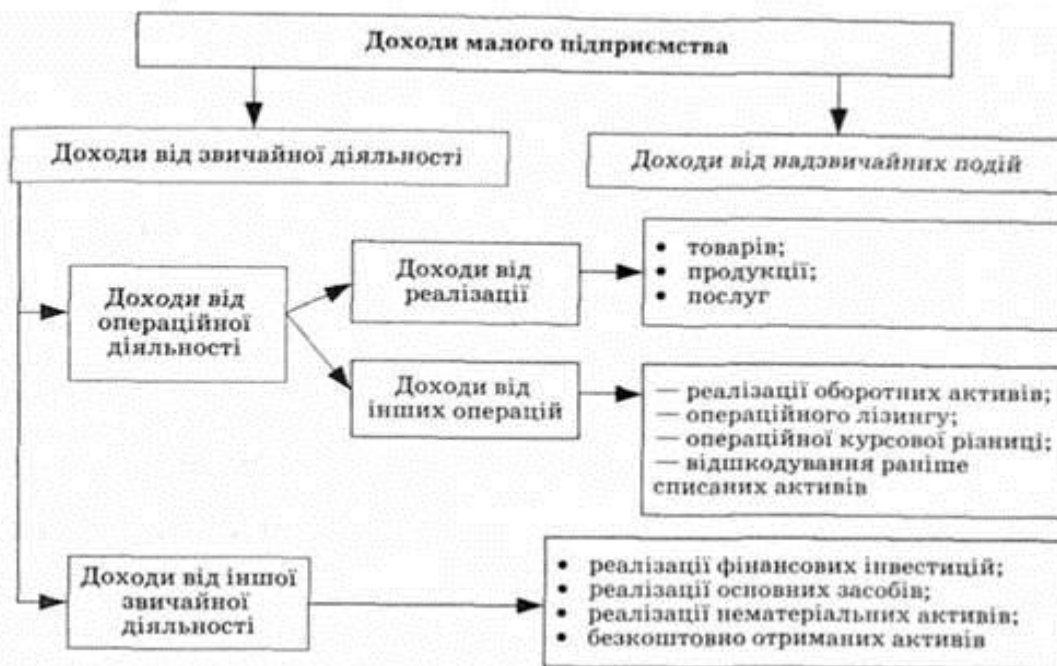 Доходи малого підприємства
Доходи від звичайної діяльності
Доходи від надзвичайних подій
Доходи від
операційної
діяльності
Доходи від
реалізації
• товарів;
• продукції;
• послуг
Доходи від
інших операцій
— реалізації оборотних активів;
— операційного лізингу;
— операційної курсової різниці;
— відшкодування раніше
списаних активів
Доходи від іншої
звичайної
діяльності
• реалізації фінансових інвестицій;
• реалізації основних засобів;
• реалізації нематеріальних активів;
• безкоштовно отриманих активів